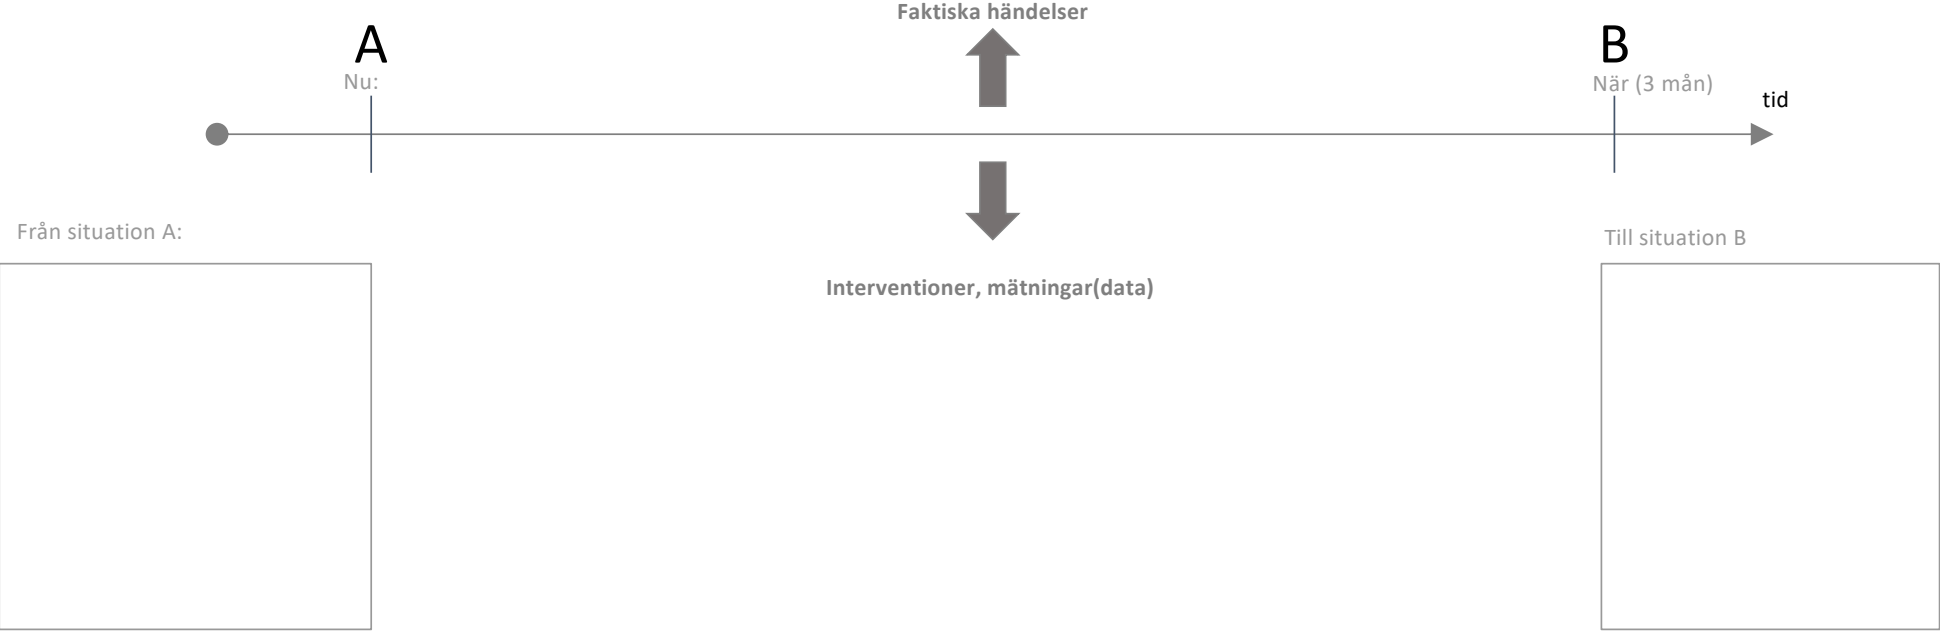 Faktiska händelser
A
B
Nu:
När (3 mån)
tid
Från situation A:
Till situation B
Interventioner, mätningar(data)